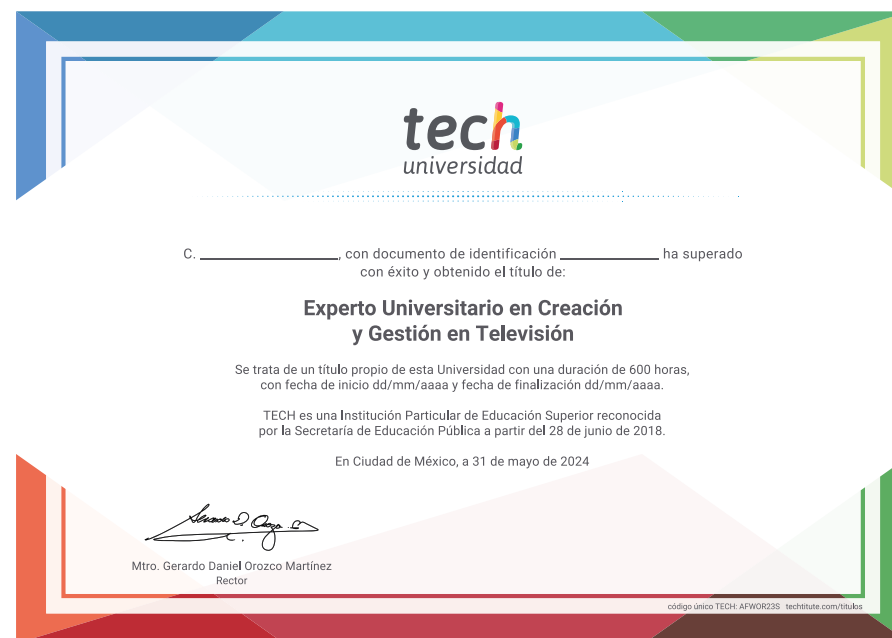 tech
universidad
C. , con documento de identificación ha superado
con éxito y obtenido el título de:
Experto Universitario en Creación
y Gestión en Televisión
Se trata de un título propio de esta Universidad con una duración de 600 horas,
con fecha de inicio dd/mm/aaaa y fecha de finalización dd/mm/aaaa.
TECH es una Institución Particular de Educación Superior reconocida
por la Secretaría de Educación Pública a partir del 28 de junio de 2018.
En Ciudad de México, a 31 de mayo de 2024
Mtro. Gerardo Daniel Orozco Martínez
Rector
código único TECH: AFWOR23S techtitute.com/titulos